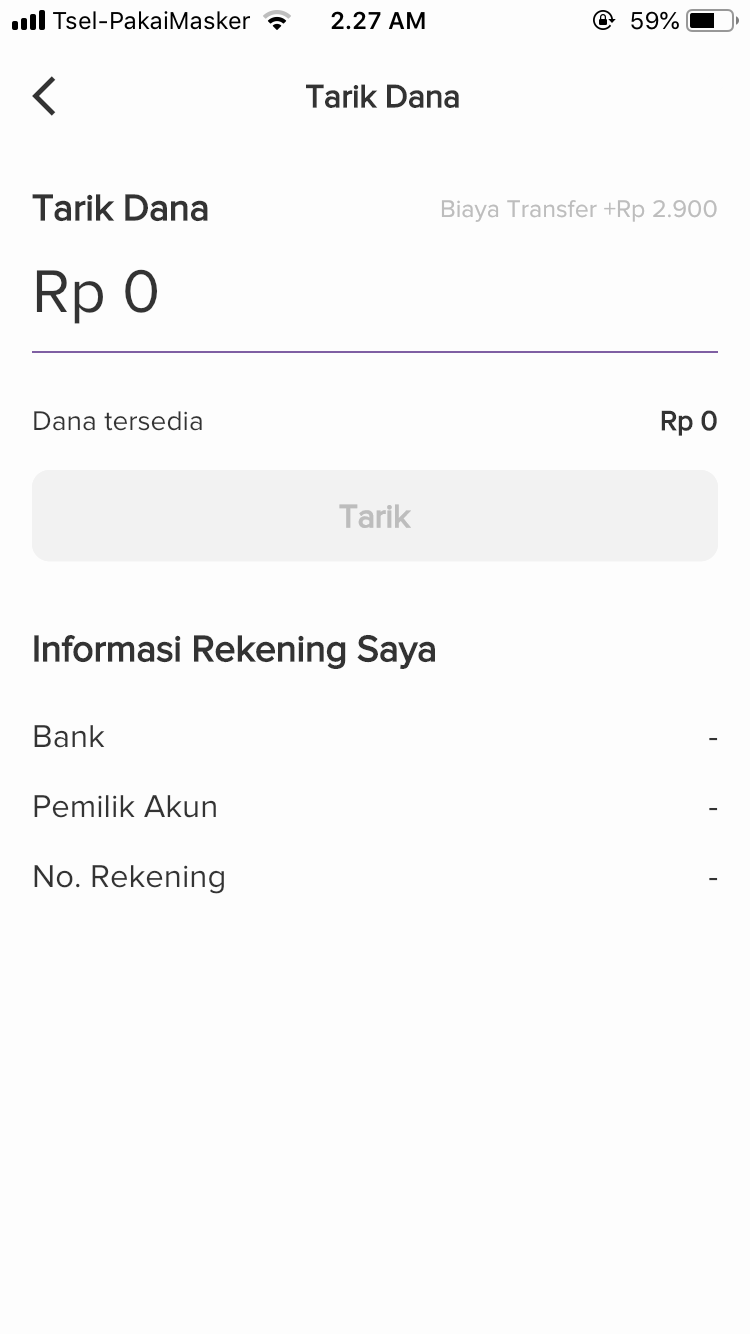 Tsel-PakaiMasker 2.27 AM 59%
Tarik Dana
Tarik Dana Biaya Transfer +Rp 2.900
Rp 0
Dana tersedia Rp 0
Tarik
Informasi Rekening Saya
Bank -
Pemilik Akun -
No. Rekening -